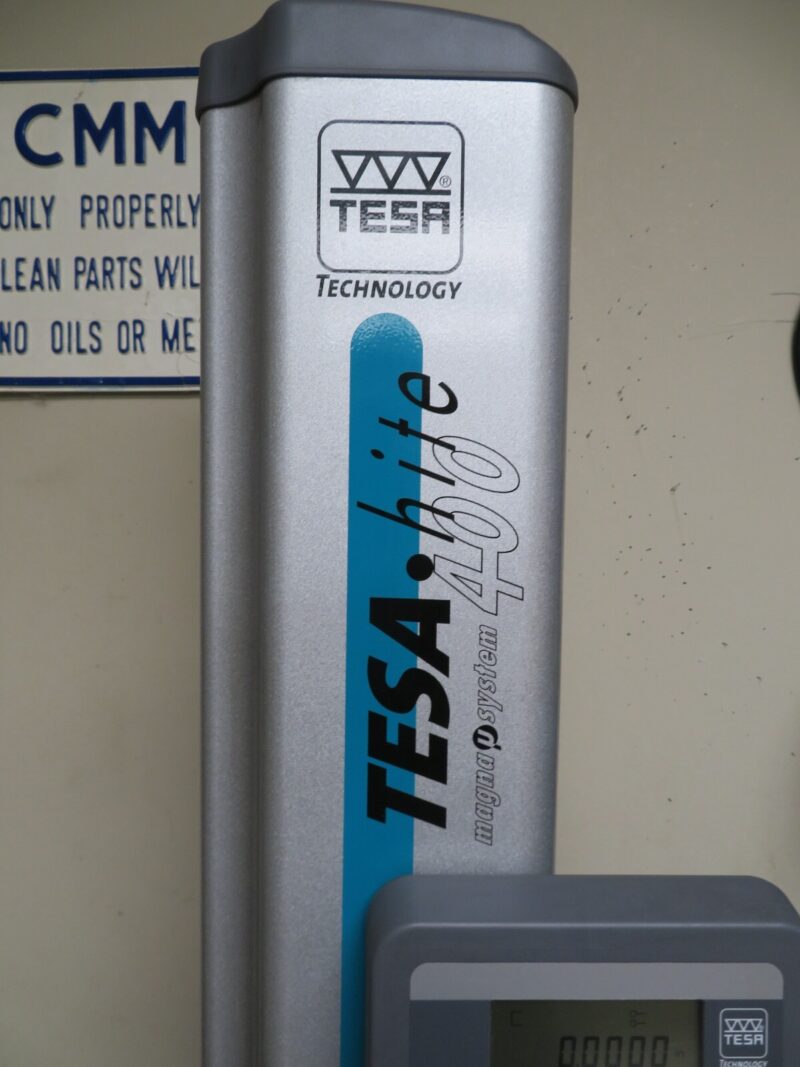 CMM
ONLY PROPERLY
LEAN PARTS WIL
NO OILS OR ME
TESA
TECHNOLOGY
TESA•hite
400
magna µ system
0.0000
TESA
TECHNOLOGY